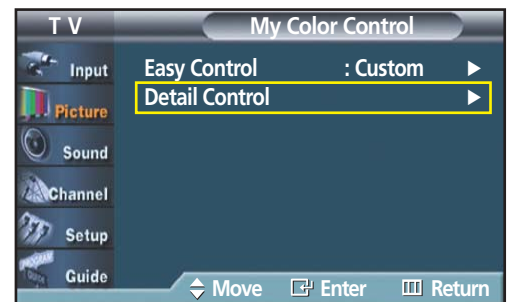 T V
My Color Control
Input
Easy Control : Custom ▶
Picture
Detail Control ▶
Sound
Channel
Setup
Guide
Move Enter Return